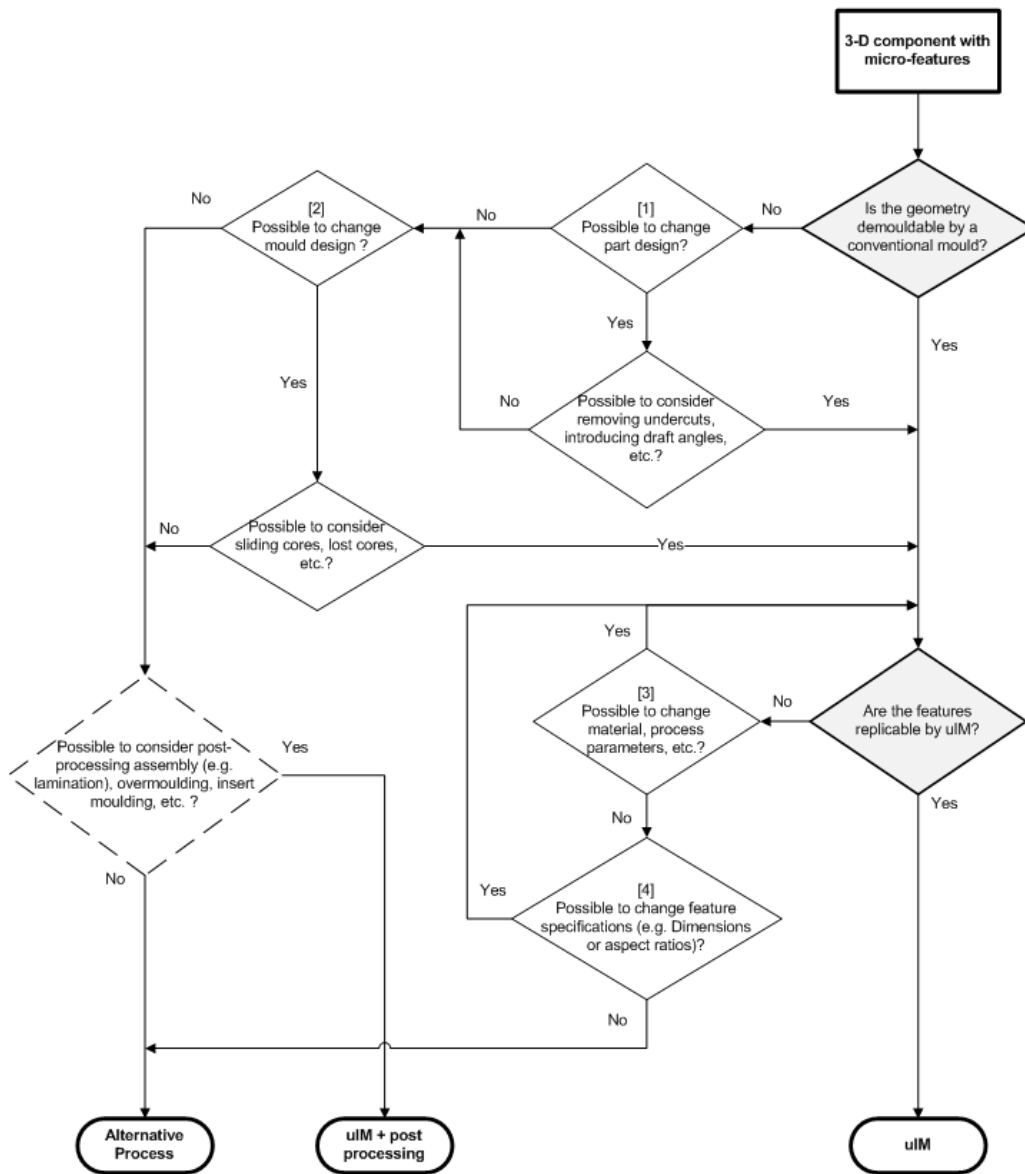 3-D component with
micro-features
Is the geometry
demouldable by a
conventional mould?
No
Yes
[1]
Possible to change
part design?
No
Yes
[2]
Possible to change
mould design ?
No
Yes
Possible to consider
removing undercuts,
introducing draft angles,
etc.?
No
Yes
Possible to consider
sliding cores, lost cores,
etc.?
No
Yes
Are the features
replicable by uIM?
No
Yes
[3]
Possible to change
material, process
parameters, etc.?
Yes
No
[4]
Possible to change feature
specifications (e.g. Dimensions
or aspect ratios)?
Yes
No
Possible to consider post-
processing assembly (e.g.
lamination), overmoulding, insert
moulding, etc. ?
Yes
No
Alternative
Process
uIM + post
processing
uIM